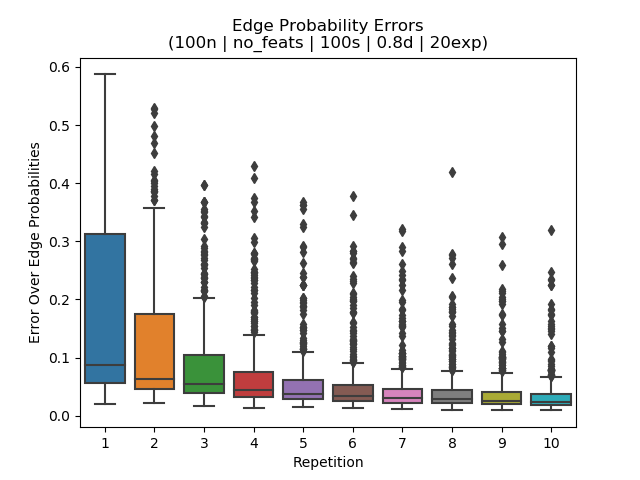 Edge Probability Errors
(100n | no_feats | 100s | 0.8d | 20exp)
Error Over Edge Probabilities
0.6
0.5
0.4
0.3
0.2
0.1
0.0
1 2 3 4 5 6 7 8 9 10
Repetition